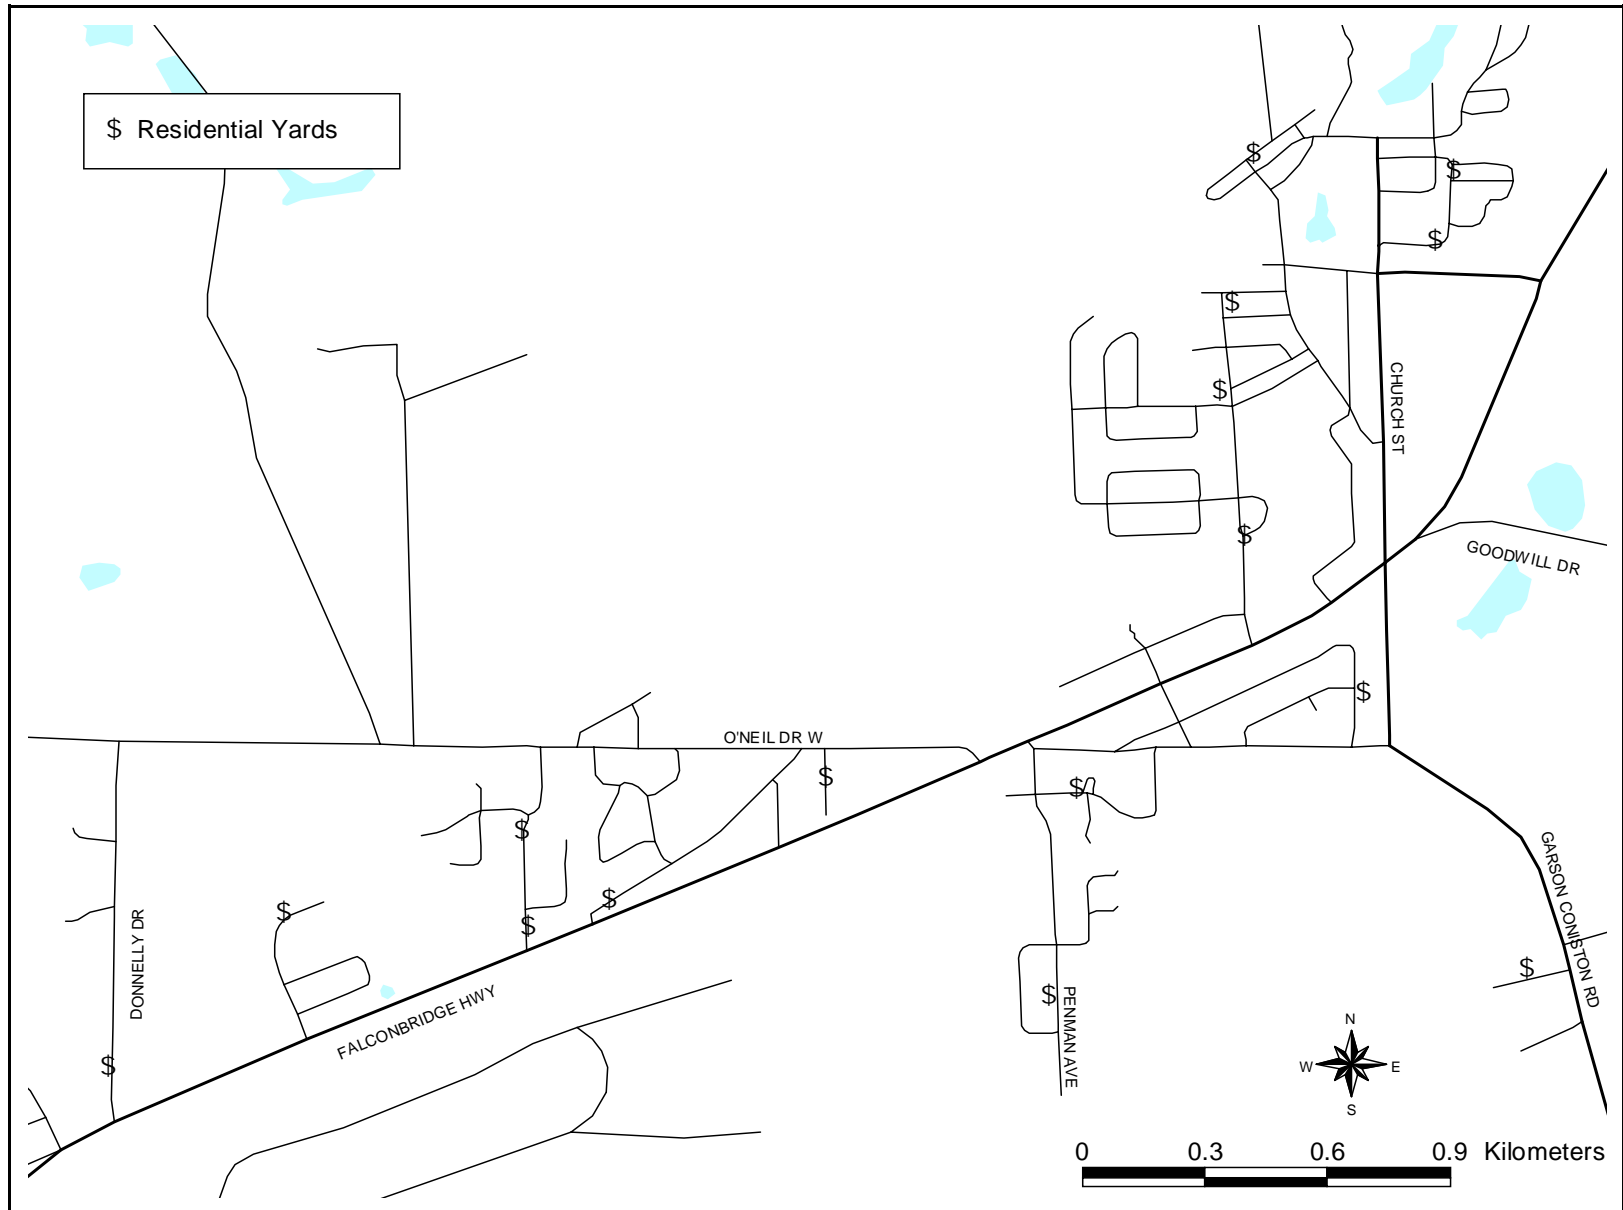 $ Residential Yards
$
$
$
$
CHURCH ST
$
$
GOODWILL DR
$
O'NEIL DR W
$
$
$
GARSON CONISTON RD
$
$
$
DONNELLY DR
$
$
PENMAN AVE
FALCONBRIDGE HWY
N
W E
S
$
0 0.3 0.6 0.9 Kilometers